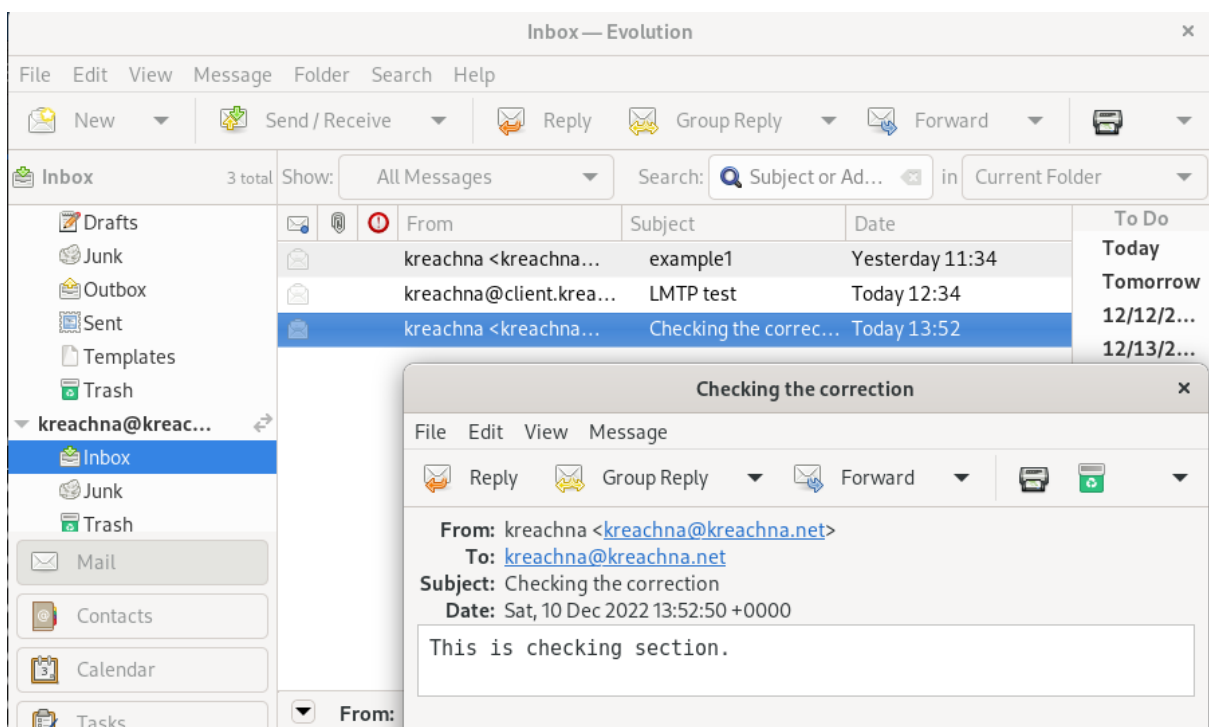 Inbox — Evolution
File Edit View Message Folder Search Help
New Send / Receive Reply Group Reply Forward
Inbox 3 total Show: All Messages Search: Subject or Ad... in Current Folder
Drafts
Junk
Outbox
Sent
Templates
Trash
kreachna@kreac...
Inbox
Junk
Trash
Mail
Contacts
Calendar
Tasks
From Subject Date
kreachna <kreachna... example1 Yesterday 11:34
kreachna@client.krea... LMTP test Today 12:34
kreachna <kreachna... Checking the correc... Today 13:52
To Do
Today
Tomorrow
12/12/2...
12/13/2...
Checking the correction
File Edit View Message
Reply Group Reply Forward
From: kreachna <kreachna@kreachna.net>
To: kreachna@kreachna.net
Subject: Checking the correction
Date: Sat, 10 Dec 2022 13:52:50 +0000
This is checking section.
From: